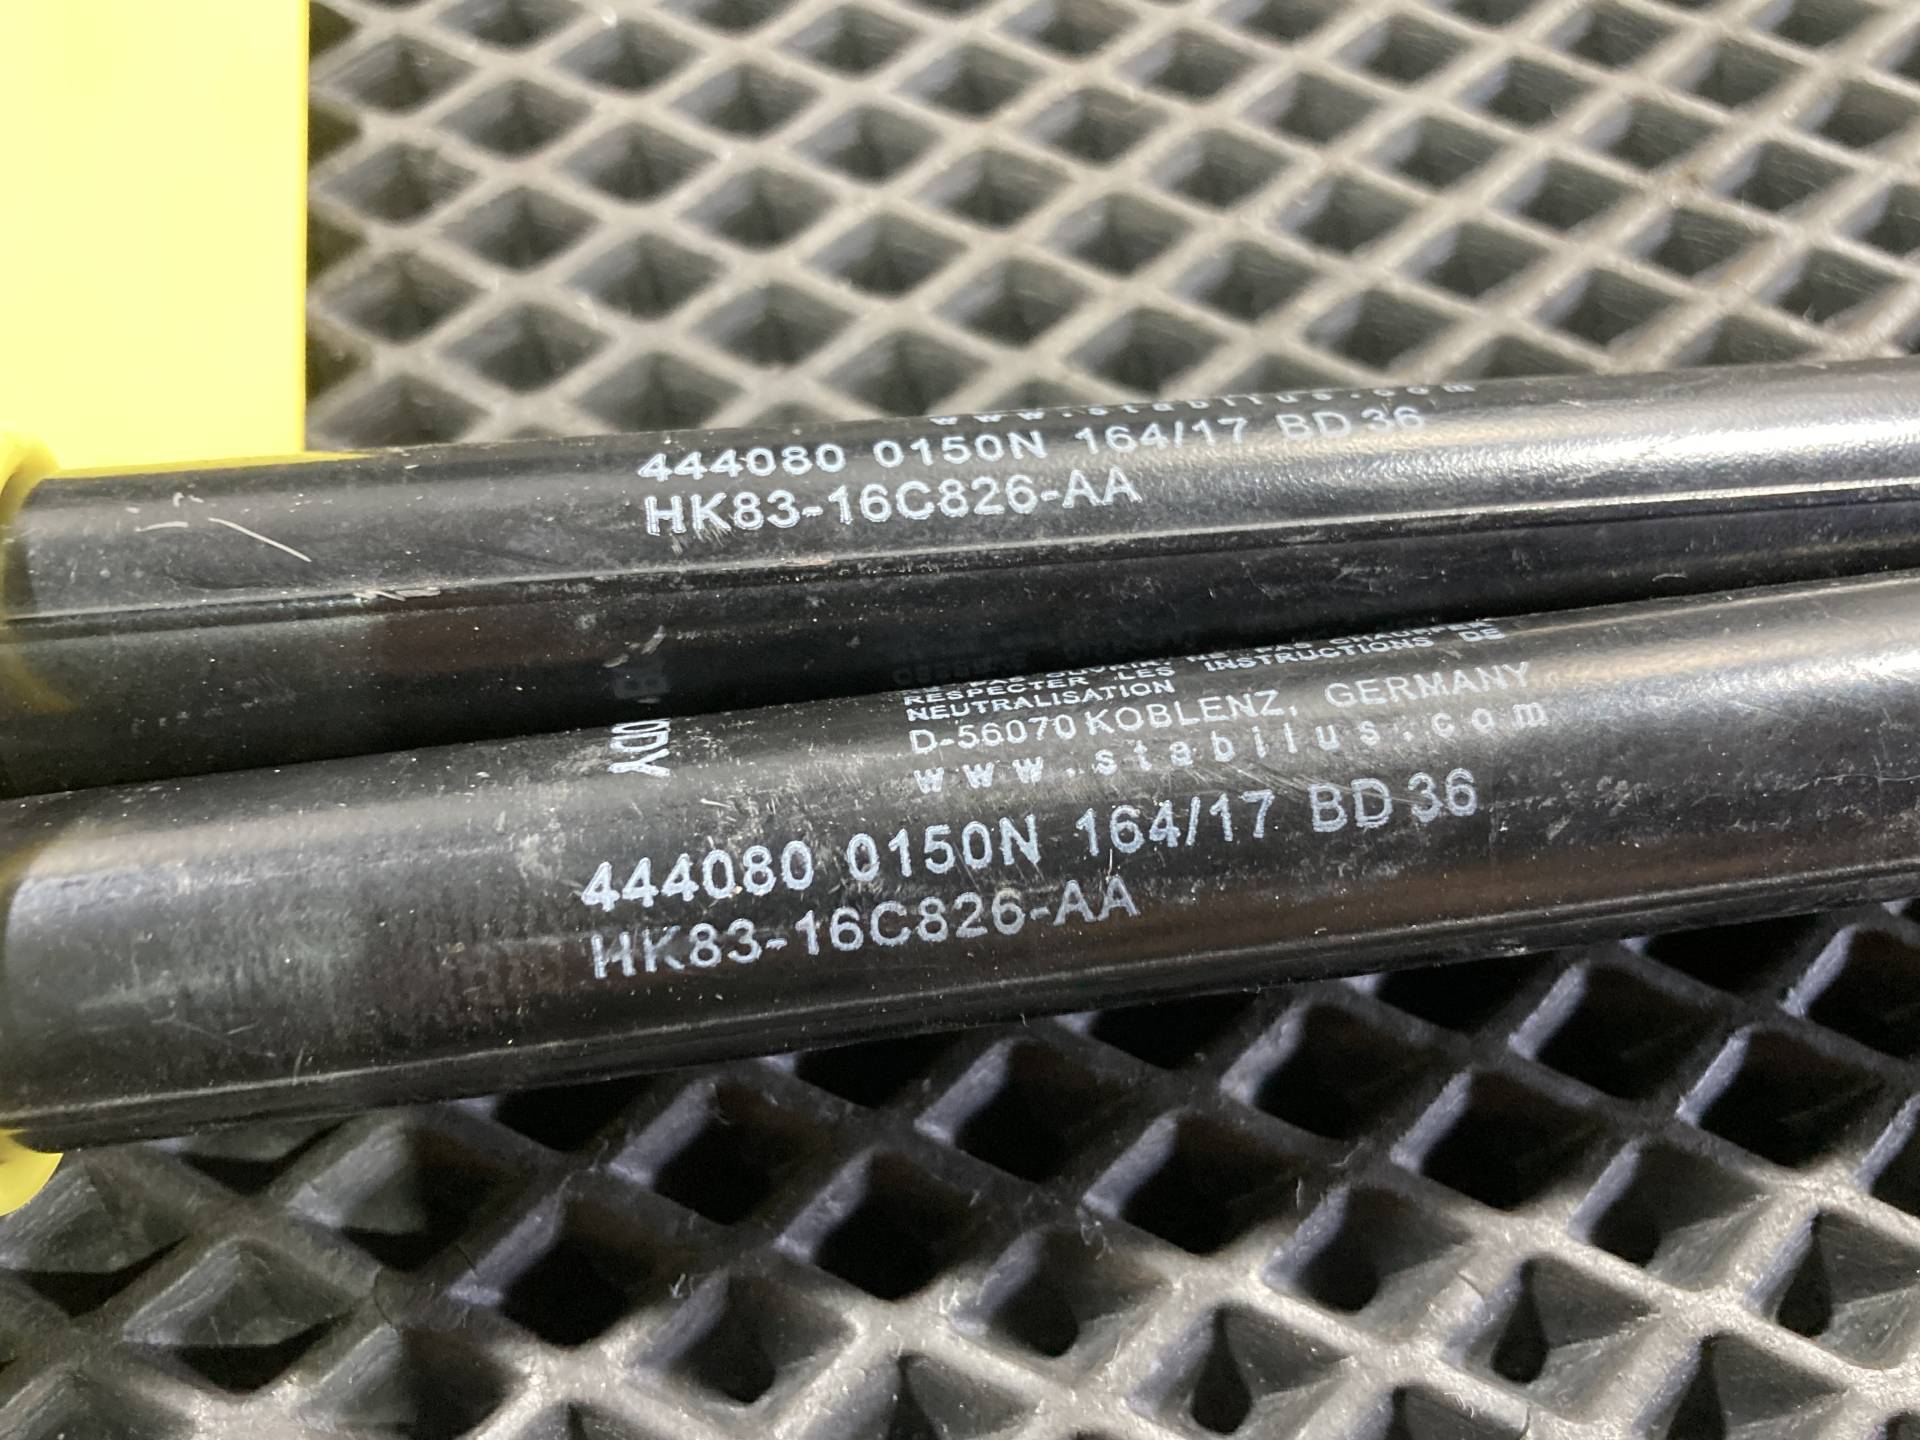 www.stabilus.com
444080 0150N 164/17 BD 36
HK83-16C826-AA
RESPECTER LES INSTRUCTIONS DE
NEUTRALISATION
D-56070 KOBLENZ, GERMANY
www.stabilus.com
444080 0150N 164/17 BD 36
HK83-16C826-AA